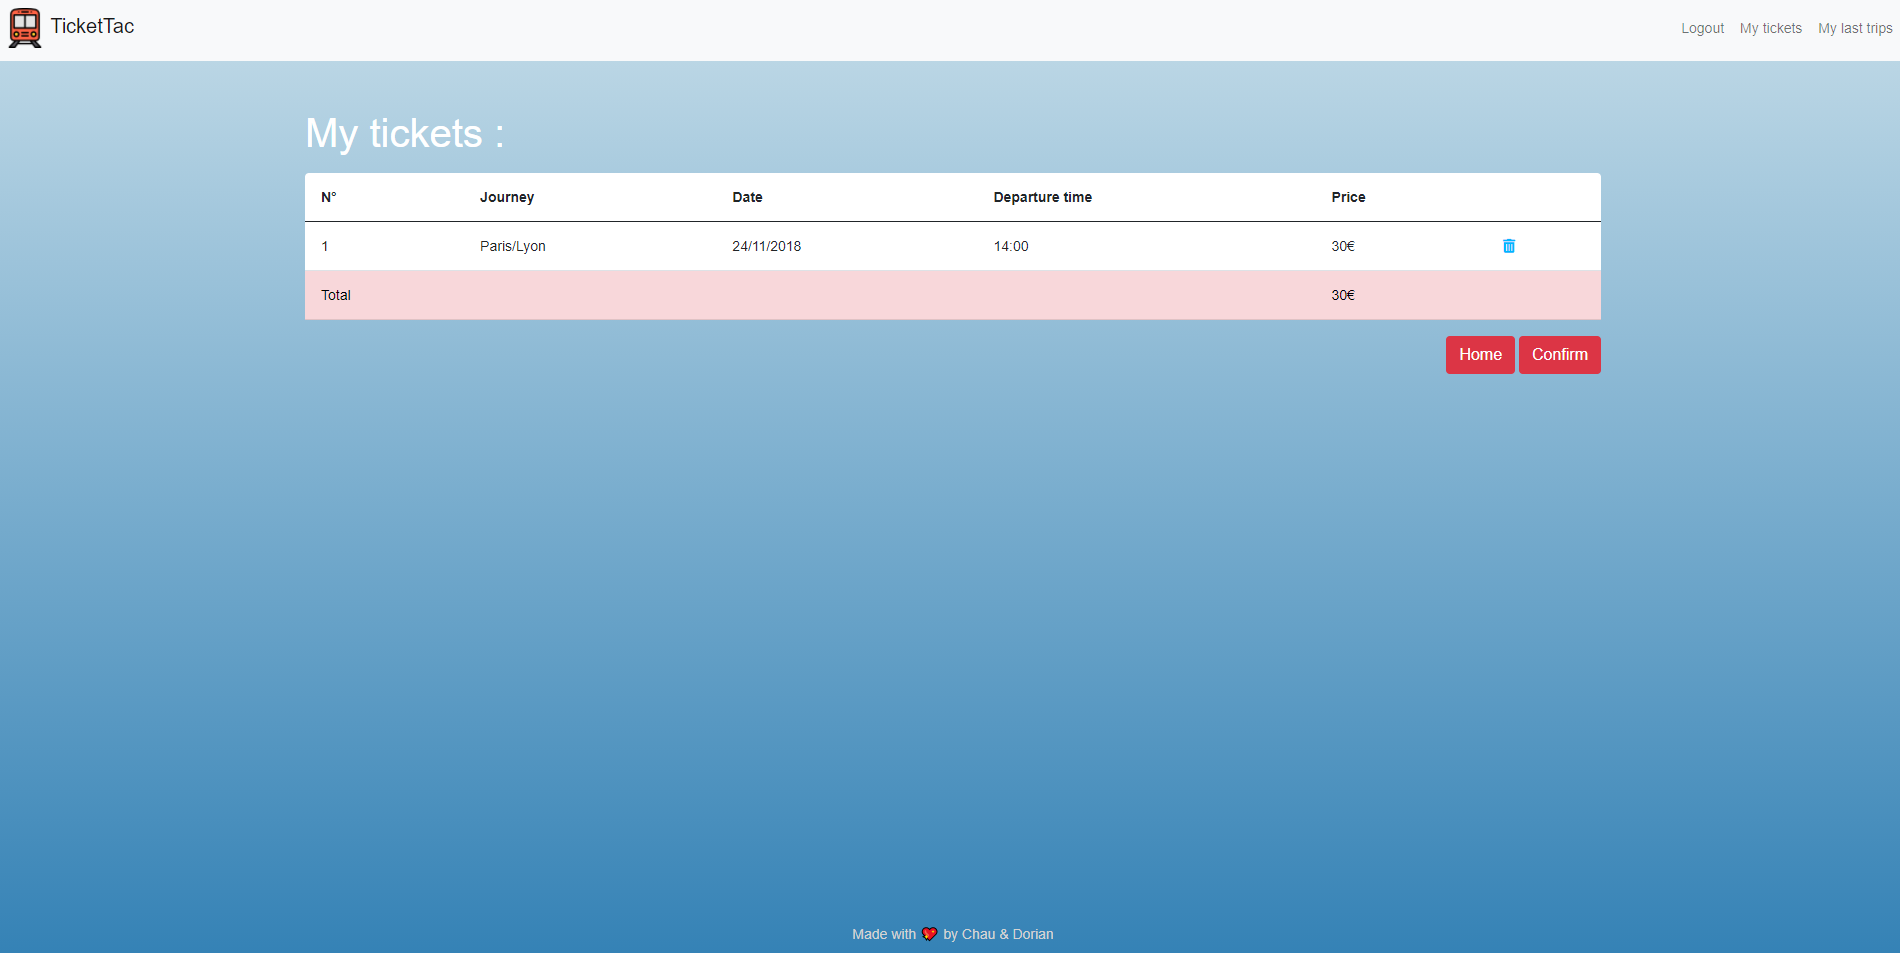 TicketTac
Logout My tickets My last trips
My tickets :
N° Journey Date Departure time Price
1 Paris/Lyon 24/11/2018 14:00 30€
Total 30€
Home Confirm
Made with 💖 by Chau & Dorian